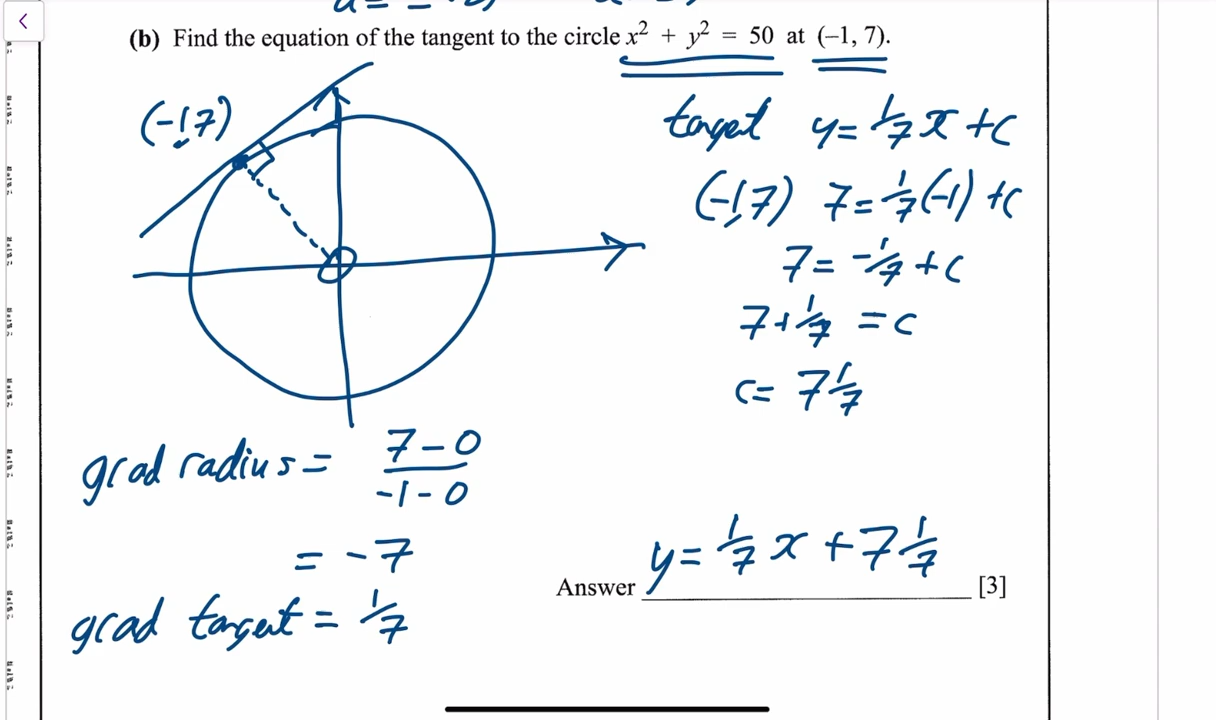 (b) Find the equation of the tangent to the circle x² + y² = 50 at (−1, 7).
(-1,7)
tangent y = 1/7 x + c
(-1,7) 7 = 1/7(-1) + c
7 = -1/7 + c
7 + 1/7 = c
c = 7 1/7
grad radius = 7 - 0 / -1 - 0
= -7
grad tangent = 1/7
y = 1/7 x + 7 1/7
Answer [3]